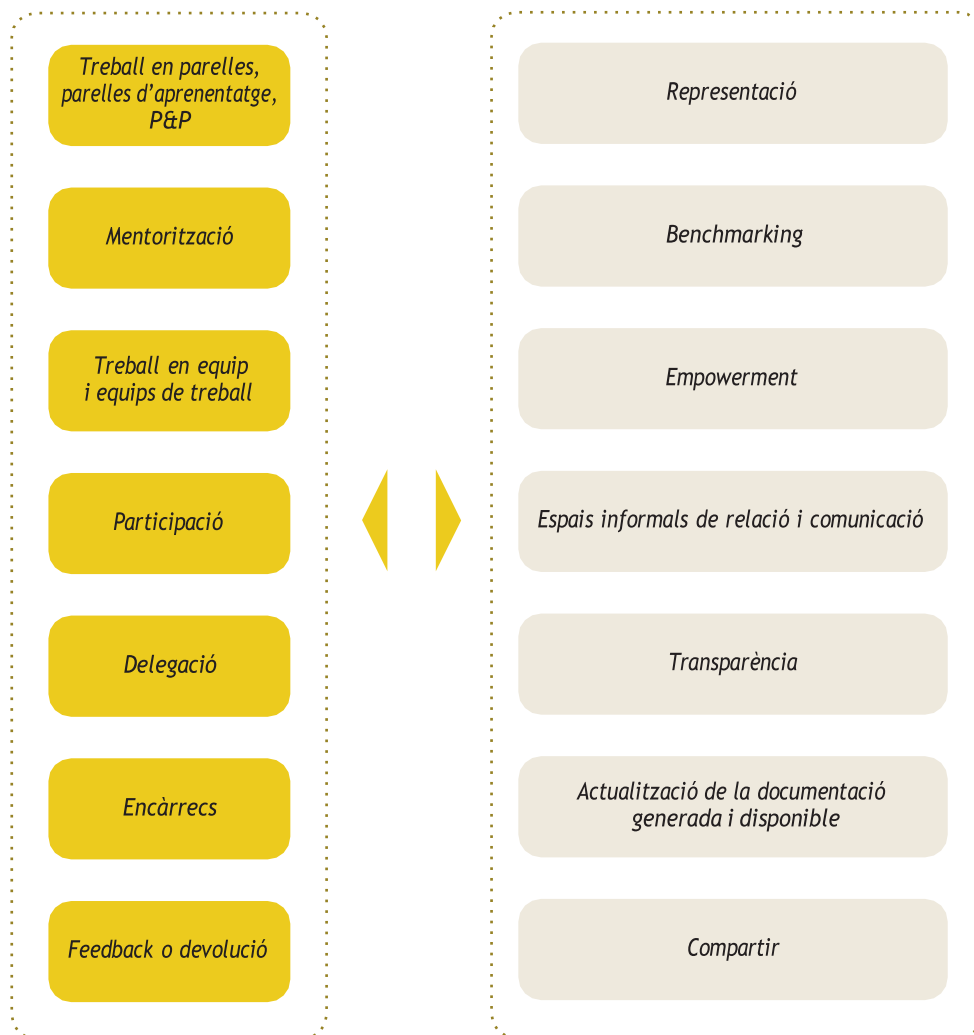 Treball en parelles,
parelles d’aprenentatge,
P&P
Mentorització
Treball en equip
i equips de treball
Participació
Delegació
Encàrrecs
Feedback o devolució
Representació
Benchmarking
Empowerment
Espais informals de relació i comunicació
Transparència
Actualització de la documentació
generada i disponible
Compartir